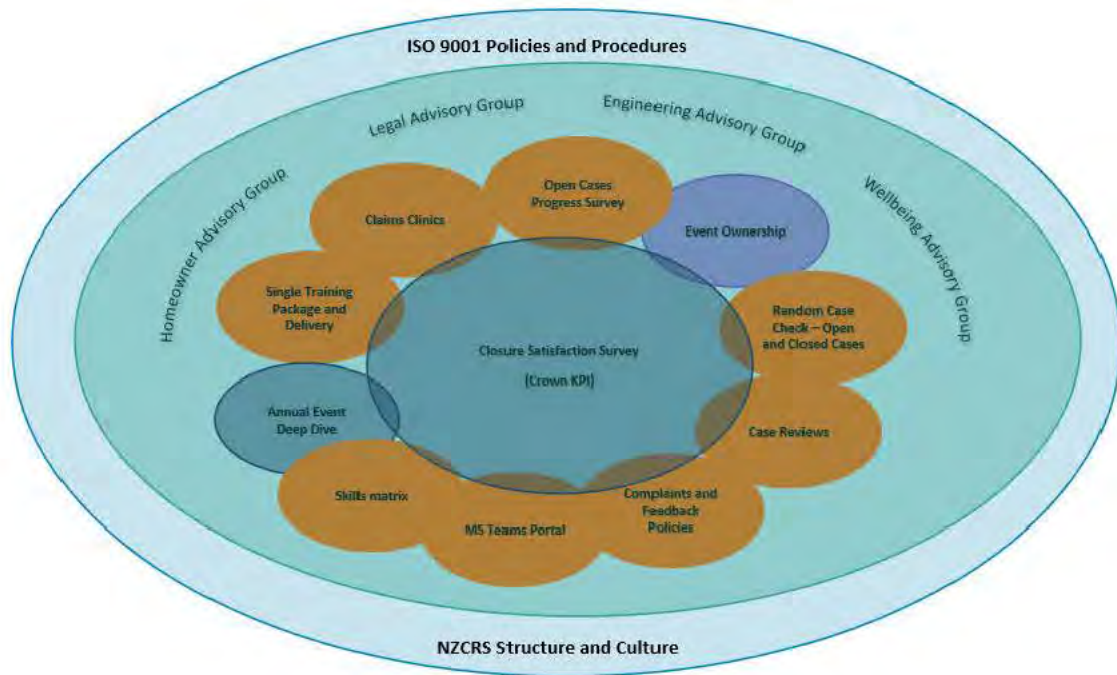 ISO 9001 Policies and Procedures
Legal Advisory Group
Engineering Advisory Group
Homeowner Advisory Group
Wellbeing Advisory Group
Open Cases
Progress Survey
Claims Clinics
Event Ownership
Single Training
Package and
Delivery
Random Case
Check – Open
and Closed Cases
Closure Satisfaction Survey
(Crown KPI)
Annual Event
Deep Dive
Case Reviews
Skills matrix
MS Teams Portal
Complaints and
Feedback
Policies
NZCRS Structure and Culture